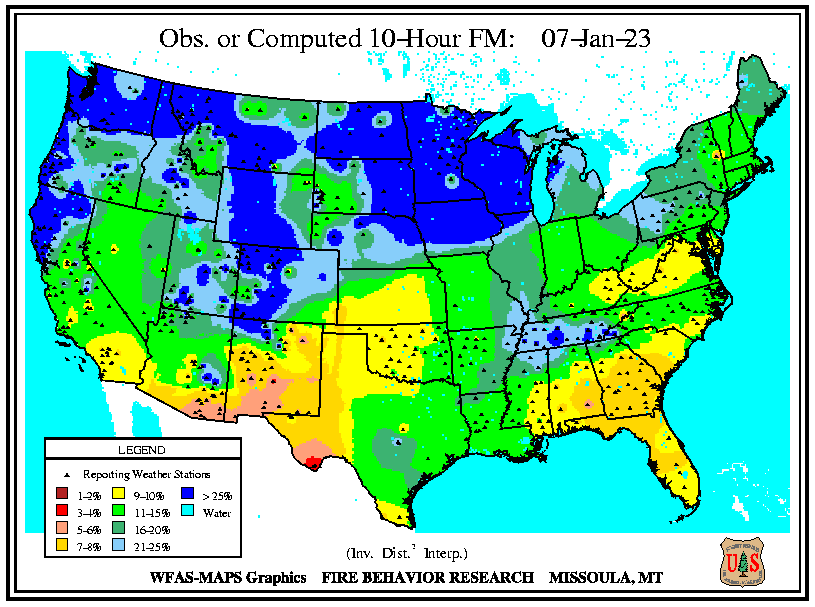 Obs. or Computed 10-Hour FM: 07-Jan-23
LEGEND
Reporting Weather Stations
1-2% 9-10% > 25%
3-4% 11-15% Water
5-6% 16-20%
7-8% 21-25%
(Inv. Dist.² Interp.)
WFAS-MAPS Graphics FIRE BEHAVIOR RESEARCH MISSOULA, MT
U S